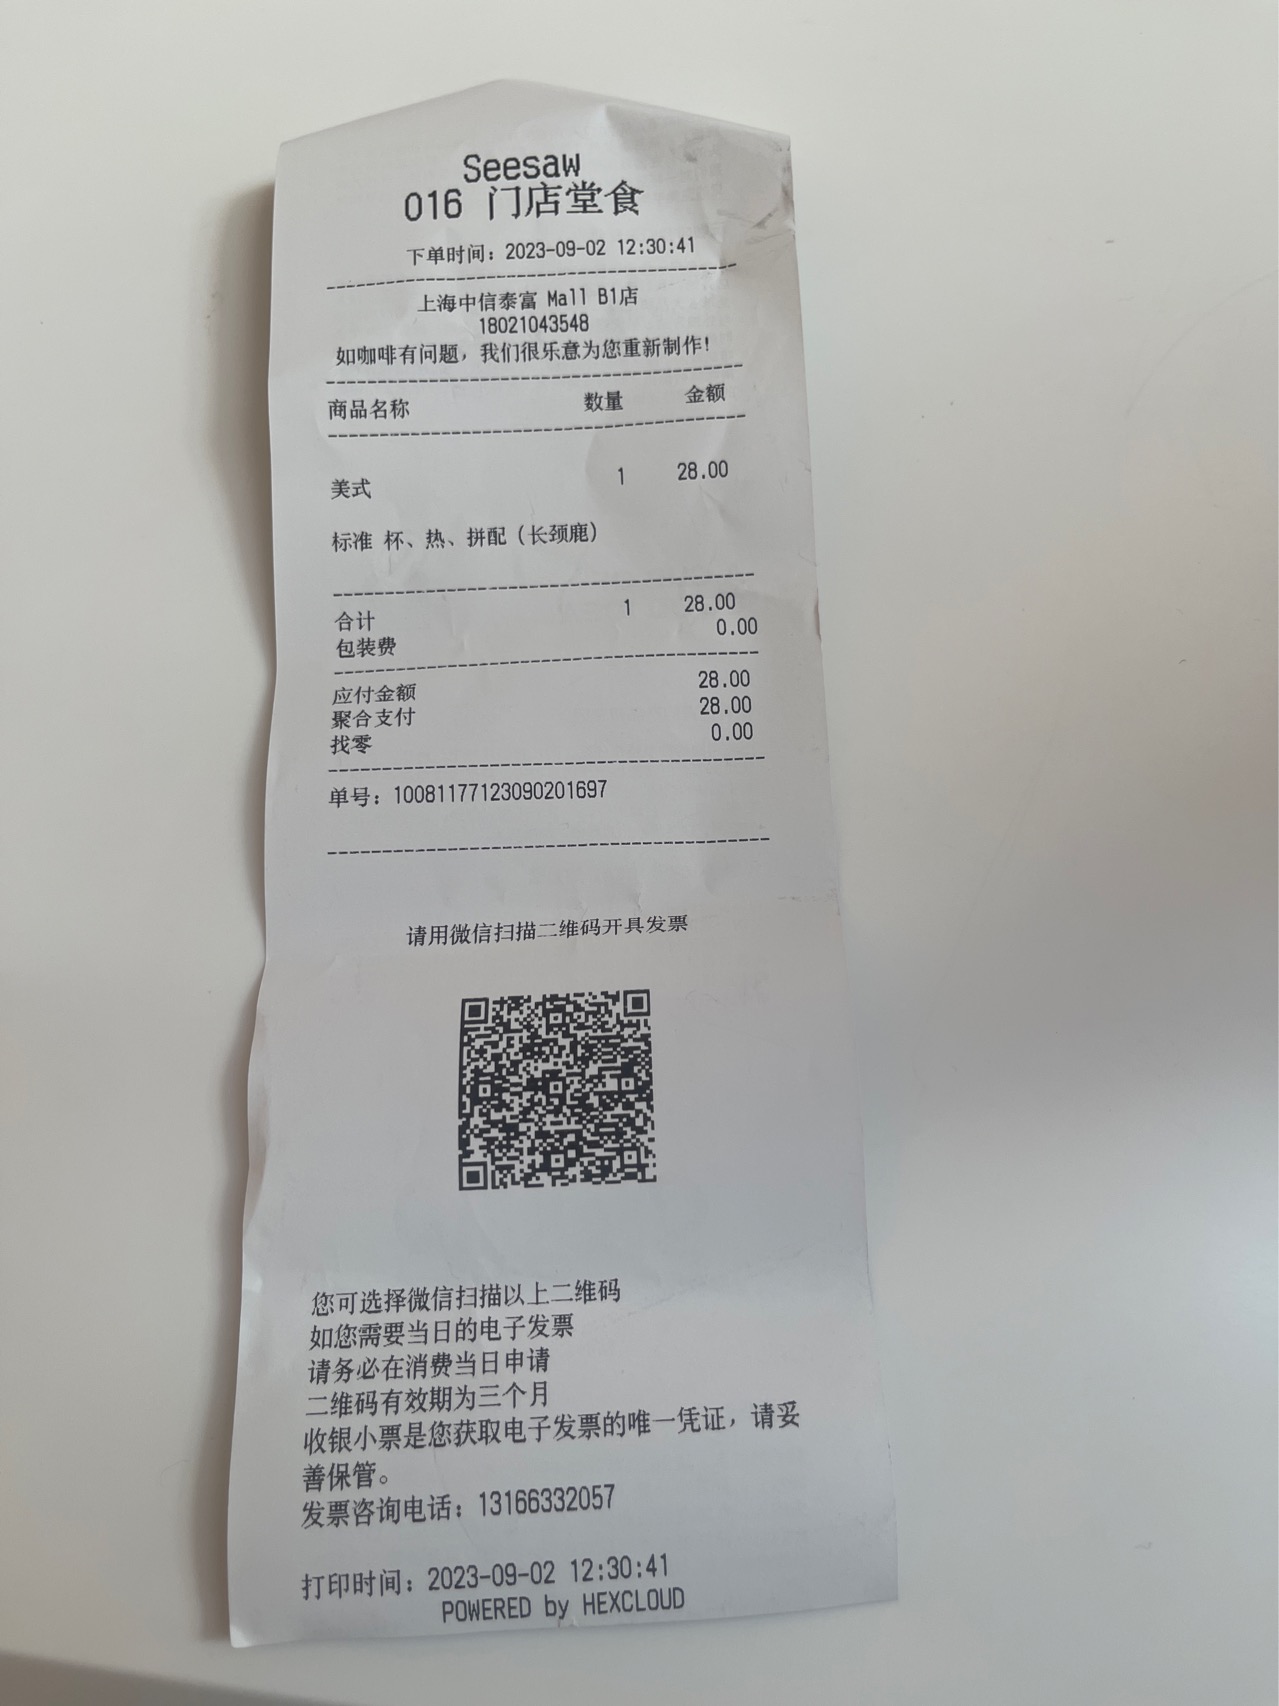 Seesaw
016 门店堂食
下单时间：2023-09-02 12:30:41
上海中信泰富 Mall B1店
18021043548
如咖啡有问题，我们很乐意为您重新制作！
商品名称 数量 金额
美式 1 28.00
标准 杯、热、拼配（长颈鹿）
合计 1 28.00
包装费 0.00
应付金额 28.00
聚合支付 28.00
找零 0.00
单号：10081177123090201697
请用微信扫描二维码开具发票
您可选择微信扫描以上二维码
如您需要当日的电子发票
请务必在消费当日申请
二维码有效期为三个月
收银小票是您获取电子发票的唯一凭证，请妥
善保管。
发票咨询电话：13166332057
打印时间：2023-09-02 12:30:41
POWERED by HEXCLOUD